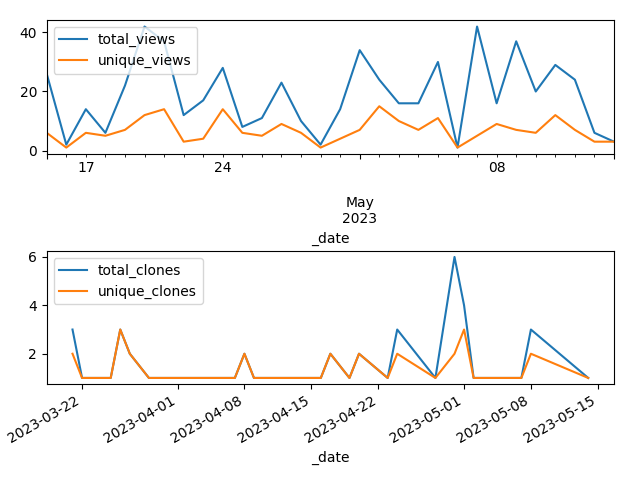 40
20
0
total_views
unique_views
17
24
08
May
2023
_date
6
4
2
total_clones
unique_clones
2023-03-22
2023-04-01
2023-04-08
2023-04-15
2023-04-22
2023-05-01
2023-05-08
2023-05-15
_date